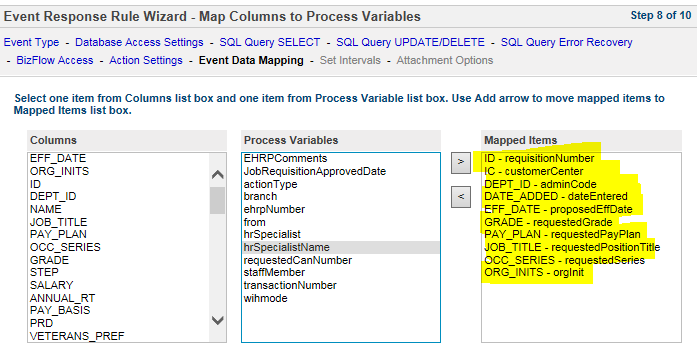 Event Response Rule Wizard - Map Columns to Process Variables
Step 8 of 10
Event Type - Database Access Settings - SQL Query SELECT - SQL Query UPDATE/DELETE - SQL Query Error Recovery
- BizFlow Access - Action Settings - Event Data Mapping - Set Intervals - Attachment Options
Select one item from Columns list box and one item from Process Variable list box. Use Add arrow to move mapped items to
Mapped Items list box.
Columns
EFF_DATE
ORG_INITS
ID
DEPT_ID
NAME
JOB_TITLE
PAY_PLAN
OCC_SERIES
GRADE
STEP
SALARY
ANNUAL_RT
PAY_BASIS
PRD
VETERANS_PREF
Process Variables
EHRPComments
JobRequisitionApprovedDate
actionType
branch
ehrpNumber
from
hrSpecialist
hrSpecialistName
requestedCanNumber
staffMember
transactionNumber
wihmode
>
<
Mapped Items
ID - requisitionNumber
IC - customerCenter
DEPT_ID - adminCode
DATE_ADDED - dateEntered
EFF_DATE - proposedEffDate
GRADE - requestedGrade
PAY_PLAN - requestedPayPlan
JOB_TITLE - requestedPositionTitle
OCC_SERIES - requestedSeries
ORG_INITS - orgInit